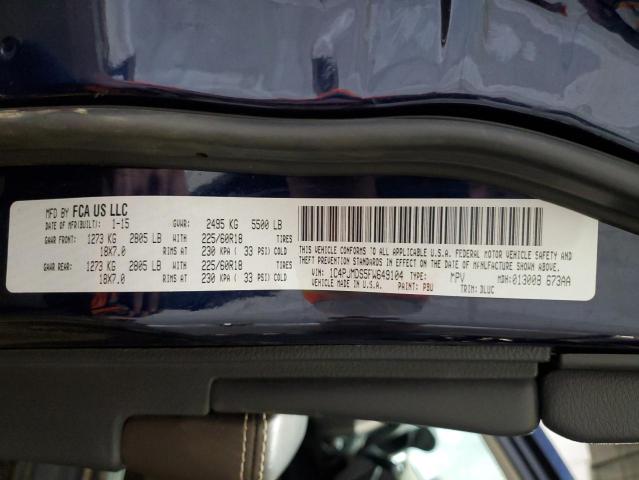 MFD BY FCA US LLC
DATE OF MFR(BUILT): 1-15 GVWR: 2495 KG 5500 LB
GAWR FRONT: 1273 KG 2805 LB WITH 225/60R18 TIRES
18X7.0 RIMS AT 230 KPA ( 33 PSI) COLD
GAWR REAR: 1273 KG 2805 LB WITH 225/60R18 TIRES
18X7.0 RIMS AT 230 KPA ( 33 PSI) COLD
THIS VEHICLE CONFORMS TO ALL APPLICABLE U.S.A. FEDERAL MOTOR VEHICLE SAFETY AND
THEFT PREVENTION STANDARDS IN EFFECT ON THE DATE OF MANUFACTURE SHOWN ABOVE.
VIN: 1C4PJMDS5FW649104 TYPE: MPV MDH: 013008 673AA
VEHICLE MADE IN U.S.A. PAINT: PBU TRIM: DLUC